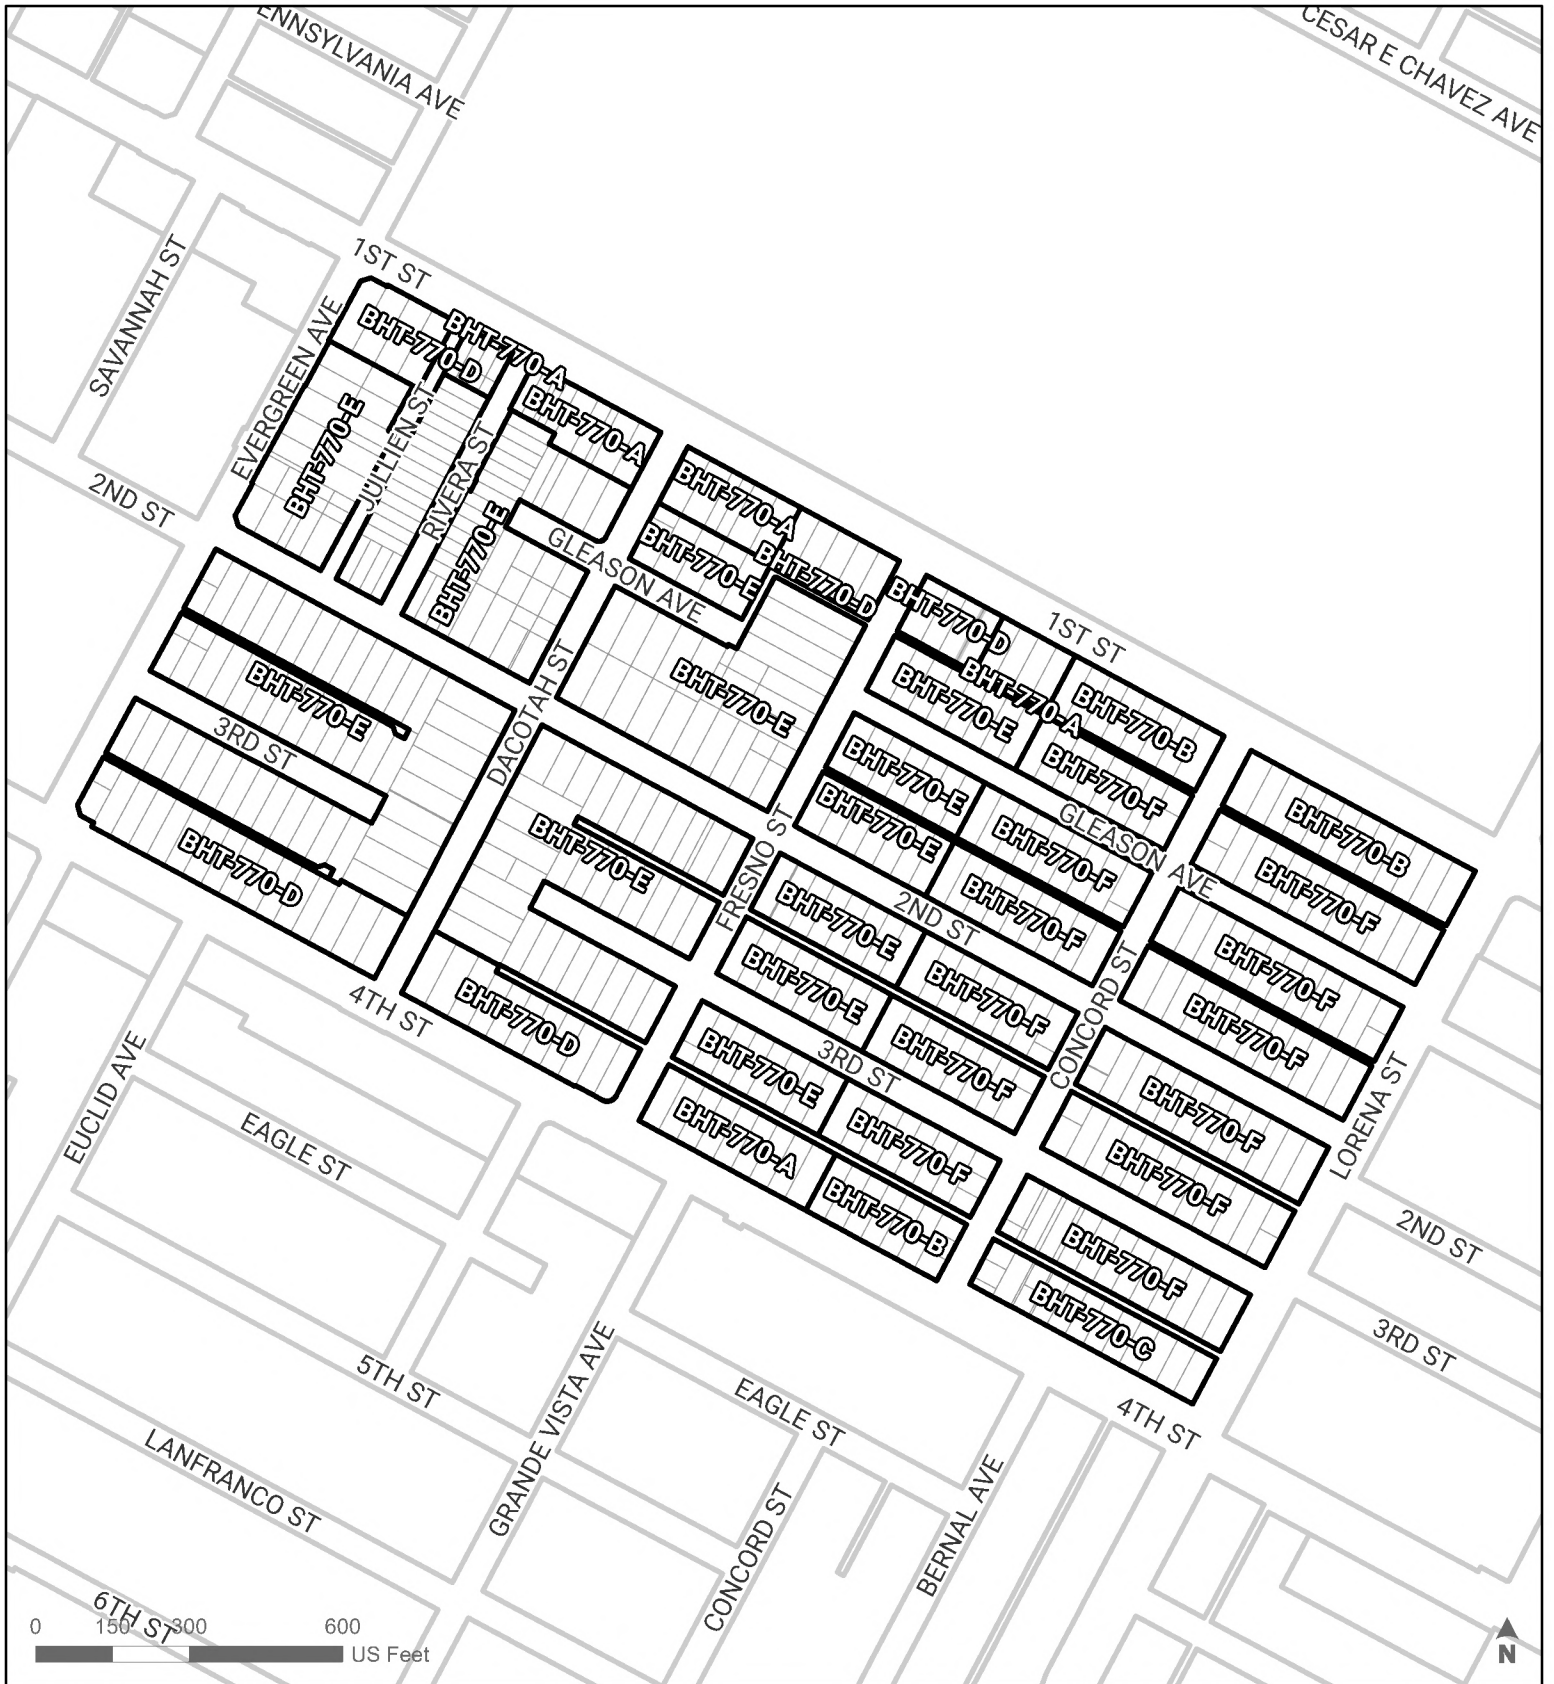 ENNSYLVANIA AVE
CESAR E CHAVEZ AVE
SAVANNAH ST
1ST ST
EVERGREEN AVE
BHT-770-D
BHT-770-A
BHT-770-A
BHT-770-E
JULLIEN ST
RIVERA ST
BHT-770-E
2ND ST
GLEASON AVE
BHT-770-A
BHT-770-E
BHT-770-D
BHT-770-D
1ST ST
BHT-770-A
BHT-770-B
BHT-770-E
BHT-770-F
BHT-770-E
DACOTAH ST
BHT-770-E
3RD ST
BHT-770-D
BHT-770-E
FRESNO ST
BHT-770-E
BHT-770-F
GLEASON AVE
BHT-770-B
BHT-770-F
BHT-770-E
BHT-770-F
BHT-770-E
2ND ST
BHT-770-F
CONCORD ST
BHT-770-F
BHT-770-F
BHT-770-E
BHT-770-F
BHT-770-D
4TH ST
BHT-770-E
3RD ST
BHT-770-F
BHT-770-F
BHT-770-F
LORENA ST
BHT-770-A
BHT-770-B
BHT-770-F
BHT-770-C
EUCLID AVE
EAGLE ST
2ND ST
3RD ST
5TH ST
GRANDE VISTA AVE
EAGLE ST
4TH ST
LANFRANCO ST
CONCORD ST
BERNAL AVE
6TH ST
0 150 300 600
US Feet
N